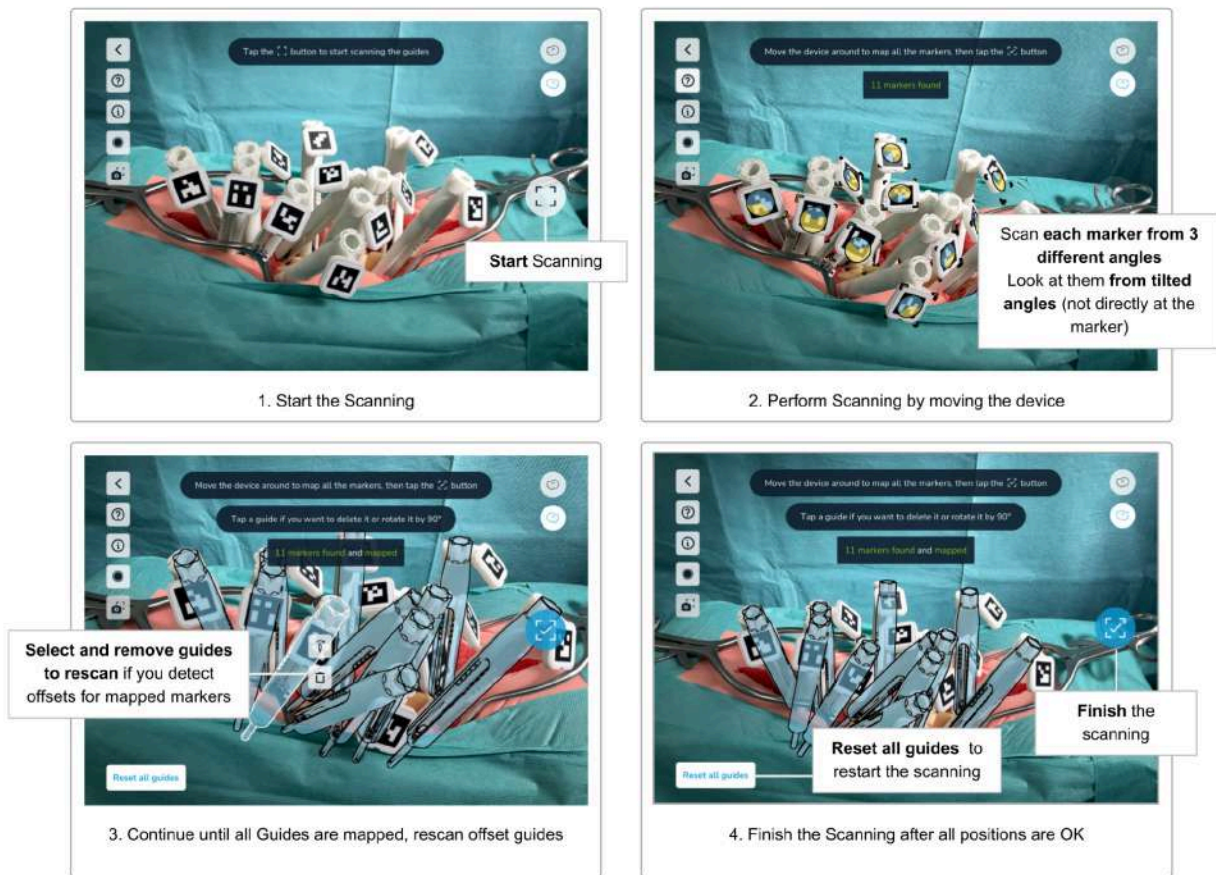 Tap the button to start scanning the guides
Start Scanning
1. Start the Scanning
Move the device around to map all the markers, then tap the button
11 markers found
Scan each marker from 3
different angles
Look at them from tilted
angles (not directly at the
marker)
2. Perform Scanning by moving the device
Move the device around to map all the markers, then tap the button
Tap a guide if you want to delete it or rotate it by 90°
11 markers found and mapped
Select and remove guides
to rescan if you detect
offsets for mapped markers
Reset all guides
3. Continue until all Guides are mapped, rescan offset guides
Move the device around to map all the markers, then tap the button
Tap a guide if you want to delete it or rotate it by 90°
11 markers found and mapped
Finish the
scanning
Reset all guides to
restart the scanning
Reset all guides
4. Finish the Scanning after all positions are OK